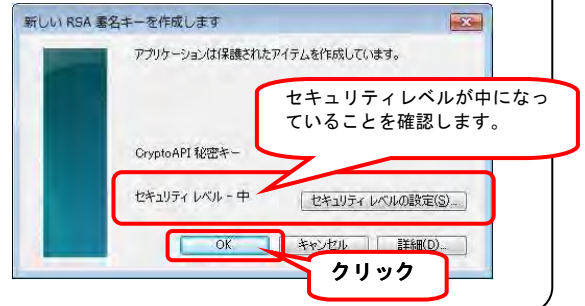 新しい RSA 署名キーを作成します
アプリケーションは保護されたアイテムを作成しています。
セキュリティレベルが中になっ
ていることを確認します。
CryptoAPI 秘密キー
セキュリティ レベル - 中
セキュリティ レベルの設定(S)...
OK
キャンセル
詳細(D)...
クリック